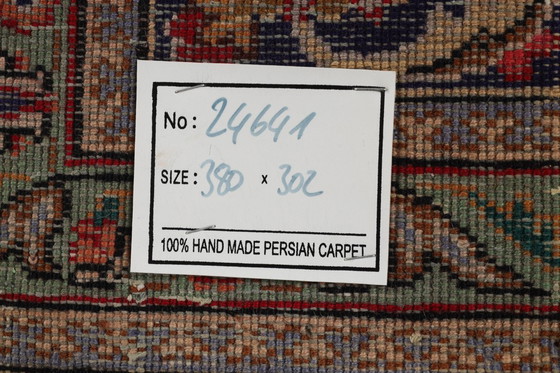 No: 24641
SIZE: 380 x 302
100% HAND MADE PERSIAN CARPET